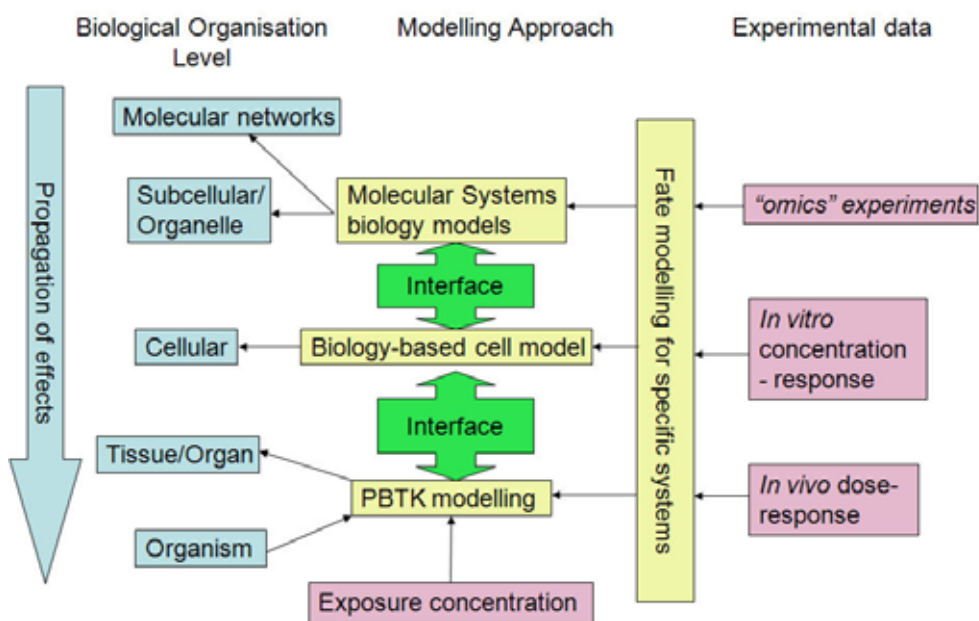 Biological Organisation
Level
Modelling Approach
Experimental data
Propagation of effects
Molecular networks
Subcellular/
Organelle
Molecular Systems
biology models
Fate modelling for specific systems
“omics” experiments
Interface
Cellular
Biology-based cell model
In vitro
concentration
- response
Interface
Tissue/Organ
PBTK modelling
In vivo dose-
response
Organism
Exposure concentration